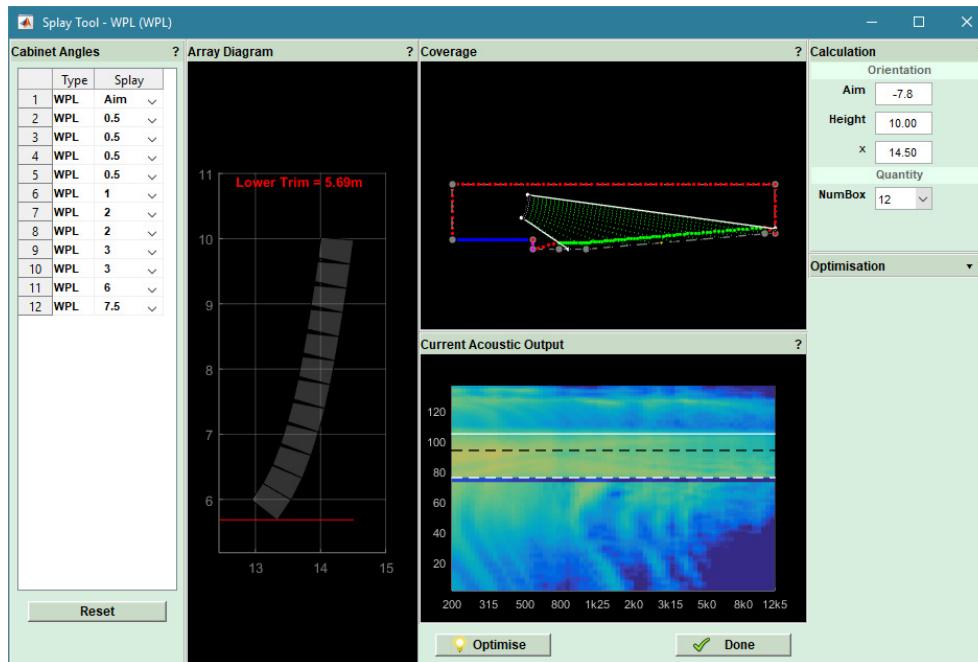 Splay Tool - WPL (WPL)
Cabinet Angles ?
Type Splay
1 WPL Aim
2 WPL 0.5
3 WPL 0.5
4 WPL 0.5
5 WPL 0.5
6 WPL 1
7 WPL 2
8 WPL 2
9 WPL 3
10 WPL 3
11 WPL 6
12 WPL 7.5
Reset
Array Diagram ?
Lower Trim = 5.69m
11
10
9
8
7
6
13 14 15
Coverage ?
Current Acoustic Output ?
120
100
80
60
40
20
200 315 500 800 1k25 2k0 3k15 5k0 8k0 12k5
Optimise
Done
Calculation
Orientation
Aim -7.8
Height 10.00
x 14.50
Quantity
NumBox 12
Optimisation